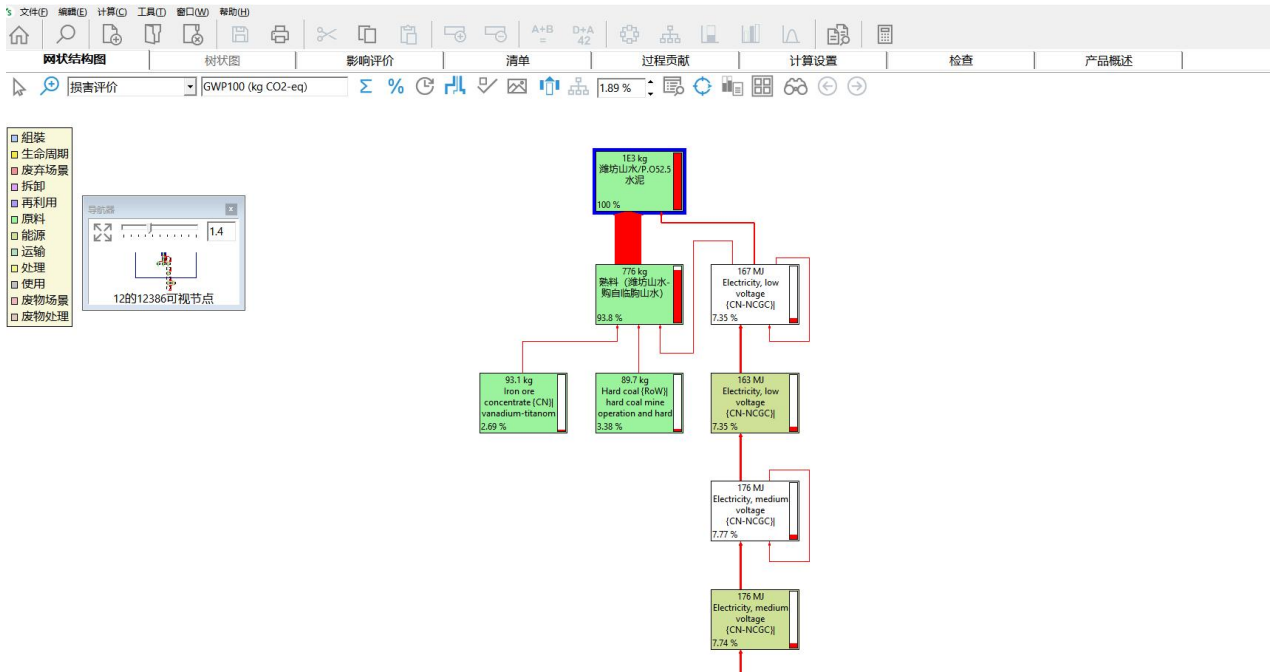 's 文件(F) 编辑(E) 计算(C) 工具(T) 窗口(W) 帮助(H)
A+B
=
D+A
42
网状结构图 树状图 影响评价 清单 过程贡献 计算设置 检查 产品概述
损害评价 GWP100 (kg CO2-eq) Σ % 1.89 %
組裝
生命周期
废弃场景
拆卸
再利用
原料
能源
运输
处理
使用
废物场景
废物处理
导航器 x
1.4
12的12386可视节点
1E3 kg
潍坊山水/P.O52.5
水泥
100 %
776 kg
熟料（潍坊山水-
购自临朐山水）
93.8 %
167 MJ
Electricity, low
voltage
{CN-NCGC}|
7.35 %
93.1 kg
Iron ore
concentrate {CN}|
vanadium-titanom
2.69 %
89.7 kg
Hard coal {RoW}|
hard coal mine
operation and hard
3.38 %
163 MJ
Electricity, low
voltage
{CN-NCGC}|
7.35 %
176 MJ
Electricity, medium
voltage
{CN-NCGC}|
7.77 %
176 MJ
Electricity, medium
voltage
{CN-NCGC}|
7.74 %